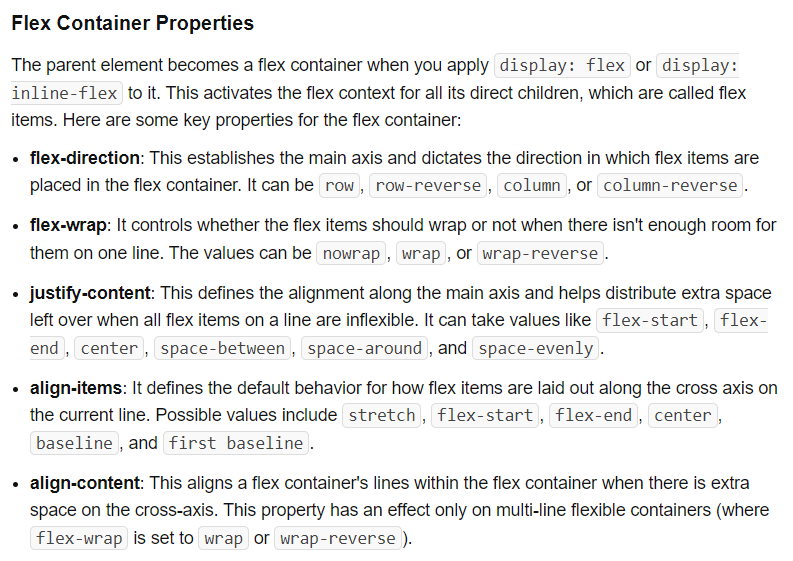 Flex Container Properties
The parent element becomes a flex container when you apply display: flex or display:
inline-flex to it. This activates the flex context for all its direct children, which are called flex
items. Here are some key properties for the flex container:
• flex-direction: This establishes the main axis and dictates the direction in which flex items are
placed in the flex container. It can be row, row-reverse, column, or column-reverse.
• flex-wrap: It controls whether the flex items should wrap or not when there isn't enough room for
them on one line. The values can be nowrap, wrap, or wrap-reverse.
• justify-content: This defines the alignment along the main axis and helps distribute extra space
left over when all flex items on a line are inflexible. It can take values like flex-start, flex-
end, center, space-between, space-around, and space-evenly.
• align-items: It defines the default behavior for how flex items are laid out along the cross axis on
the current line. Possible values include stretch, flex-start, flex-end, center,
baseline, and first baseline.
• align-content: This aligns a flex container's lines within the flex container when there is extra
space on the cross-axis. This property has an effect only on multi-line flexible containers (where
flex-wrap is set to wrap or wrap-reverse).